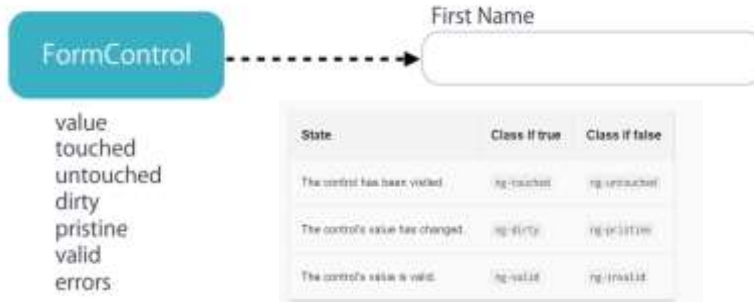 First Name
FormControl
value
touched
untouched
dirty
pristine
valid
errors
State Class if true Class if false
The control has been visited. ng-touched ng-untouched
The control's value has changed. ng-dirty ng-pristine
The control's value is valid. ng-valid ng-invalid